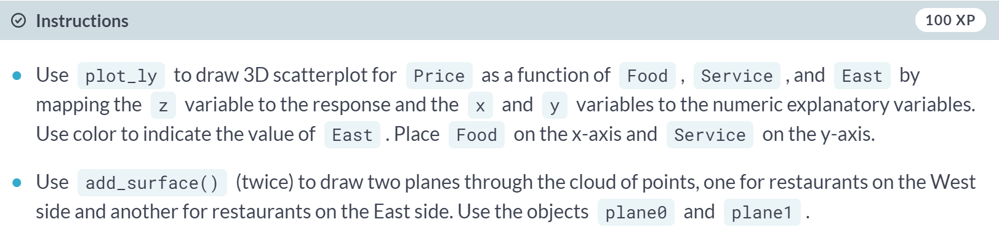 Instructions
100 XP
Use plot_ly to draw 3D scatterplot for Price as a function of Food , Service , and East by
mapping the z variable to the response and the x and y variables to the numeric explanatory variables.
Use color to indicate the value of East . Place Food on the x-axis and Service on the y-axis.
Use add_surface() (twice) to draw two planes through the cloud of points, one for restaurants on the West
side and another for restaurants on the East side. Use the objects plane0 and plane1 .